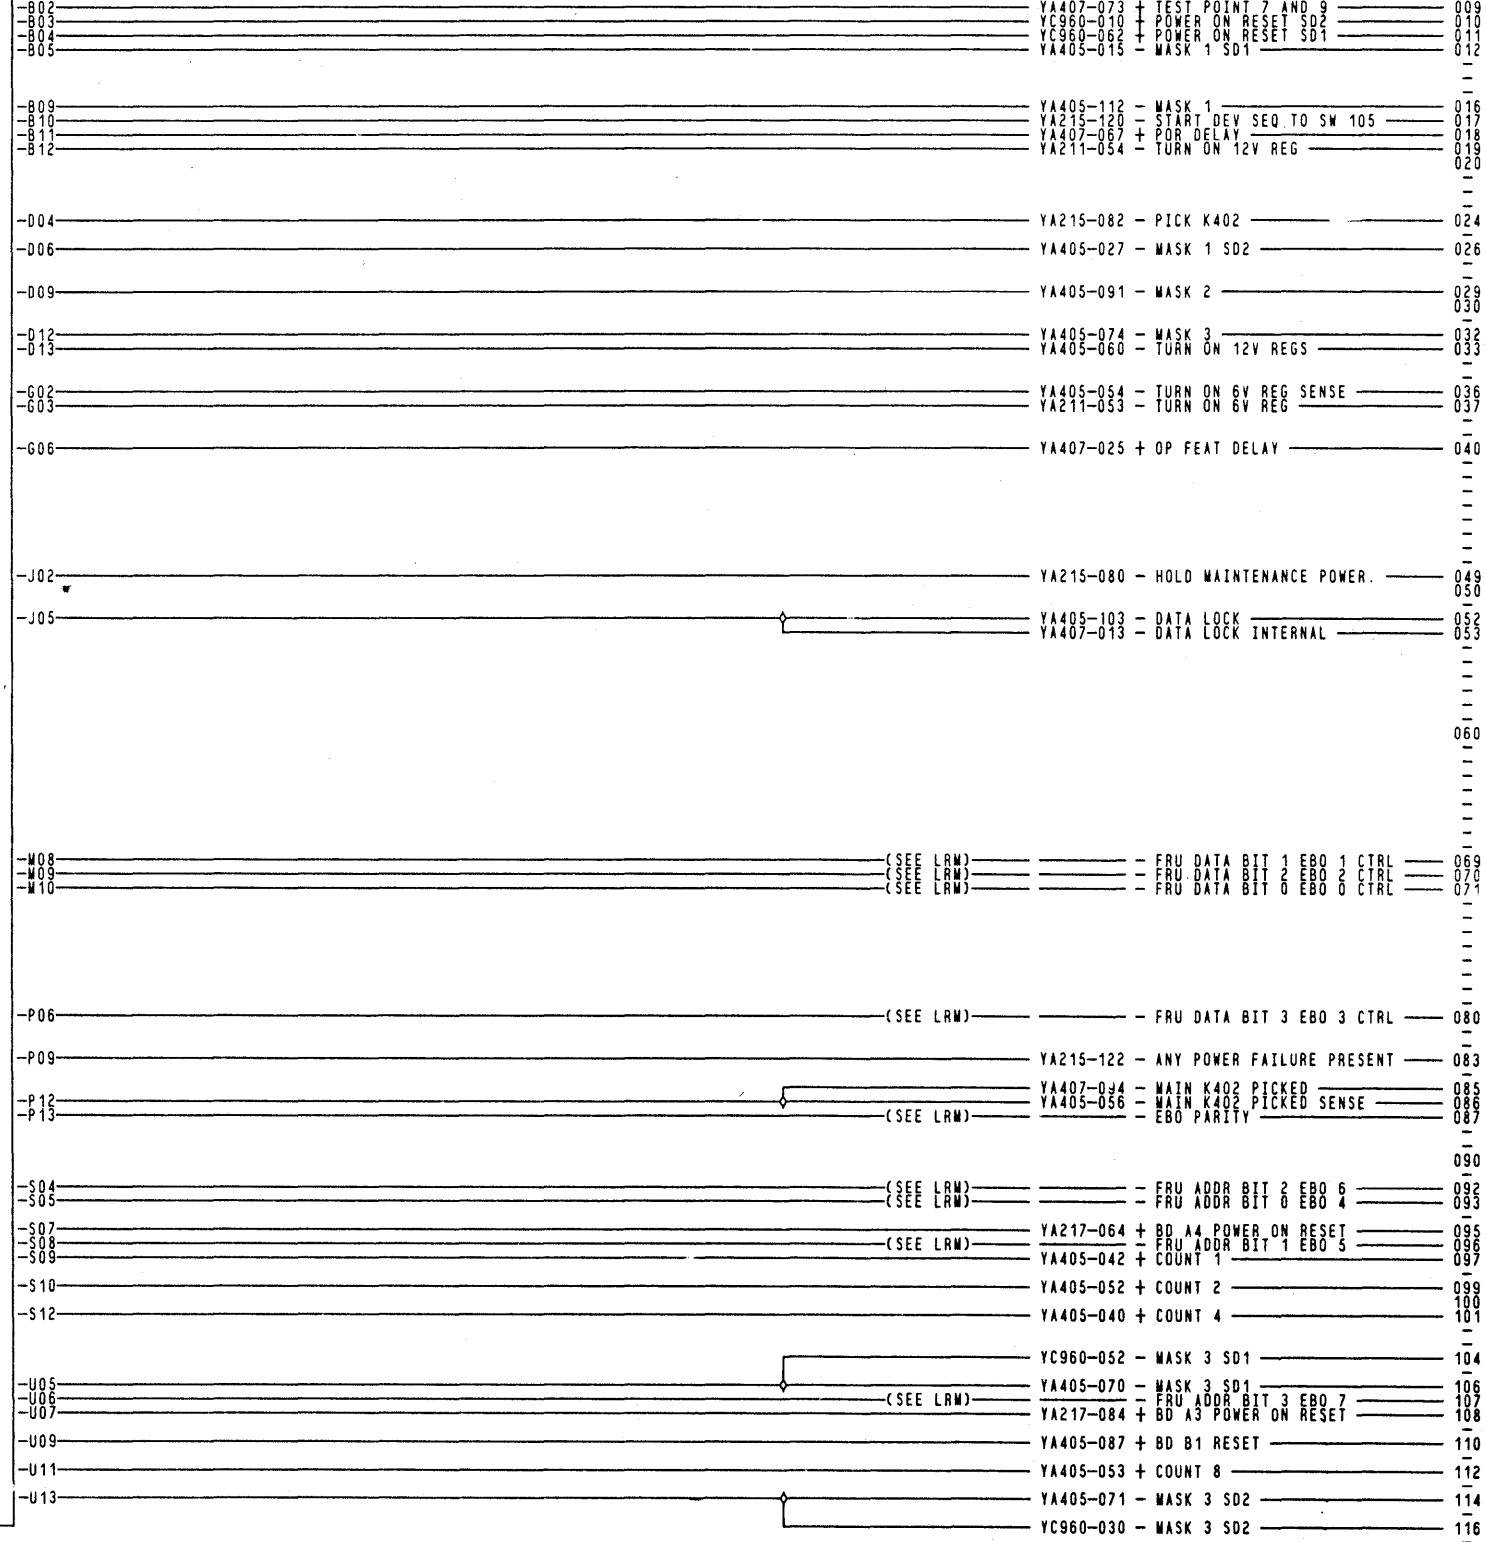 -B02 YA407-073 + TEST POINT 7 AND 9 009
-B03 YC960-010 + POWER ON RESET SD2 010
-B04 YC960-062 + POWER ON RESET SD1 011
-B05 YA405-015 - MASK 1 SD1 012
-B09 YA405-112 - MASK 1 016
-B10 YA215-120 - START DEV SEQ TO SW 105 017
-B11 YA407-067 + POR DELAY 018
-B12 YA211-054 - TURN ON 12V REG 019
020
-D04 YA215-082 - PICK K402 024
-D06 YA405-027 - MASK 1 SD2 026
-D09 YA405-091 - MASK 2 029
030
-D12 YA405-074 - MASK 3 032
-D13 YA405-060 - TURN ON 12V REGS 033
-G02 YA405-054 - TURN ON 6V REG SENSE 036
-G03 YA211-053 - TURN ON 6V REG 037
-G06 YA407-025 + OP FEAT DELAY 040
-J02 YA215-080 - HOLD MAINTENANCE POWER. 049
050
-J05 YA405-103 - DATA LOCK 052
YA407-013 - DATA LOCK INTERNAL 053
060
-M08 (SEE LRM) - FRU DATA BIT 1 EBO 1 CTRL 069
-M09 (SEE LRM) - FRU DATA BIT 2 EBO 2 CTRL 070
-M10 (SEE LRM) - FRU DATA BIT 0 EBO 0 CTRL 071
-P06 (SEE LRM) - FRU DATA BIT 3 EBO 3 CTRL 080
-P09 YA215-122 - ANY POWER FAILURE PRESENT 083
- MAIN K402 PICKED 085
-P12 YA405-056 - MAIN K402 PICKED SENSE 086
-P13 (SEE LRM) - EBO PARITY 087
090
-S04 (SEE LRM) - FRU ADDR BIT 2 EBO 6 092
-S05 (SEE LRM) - FRU ADDR BIT 0 EBO 4 093
-S07 YA217-064 + BD A4 POWER ON RESET 095
-S08 (SEE LRM) - FRU ADDR BIT 1 EBO 5 096
-S09 YA405-042 + COUNT 1 097
-S10 YA405-052 + COUNT 2 099
100
-S12 YA405-040 + COUNT 4 101
YC960-052 - MASK 3 SD1 104
-U05 YA405-070 - MASK 3 SD1 106
-U06 (SEE LRM) - FRU ADDR BIT 3 EBO 7 107
-U07 YA217-084 + BD A3 POWER ON RESET 108
-U09 YA405-087 + BD B1 RESET 110
-U11 YA405-053 + COUNT 8 112
-U13 YA405-071 - MASK 3 SD2 114
YC960-030 - MASK 3 SD2 116